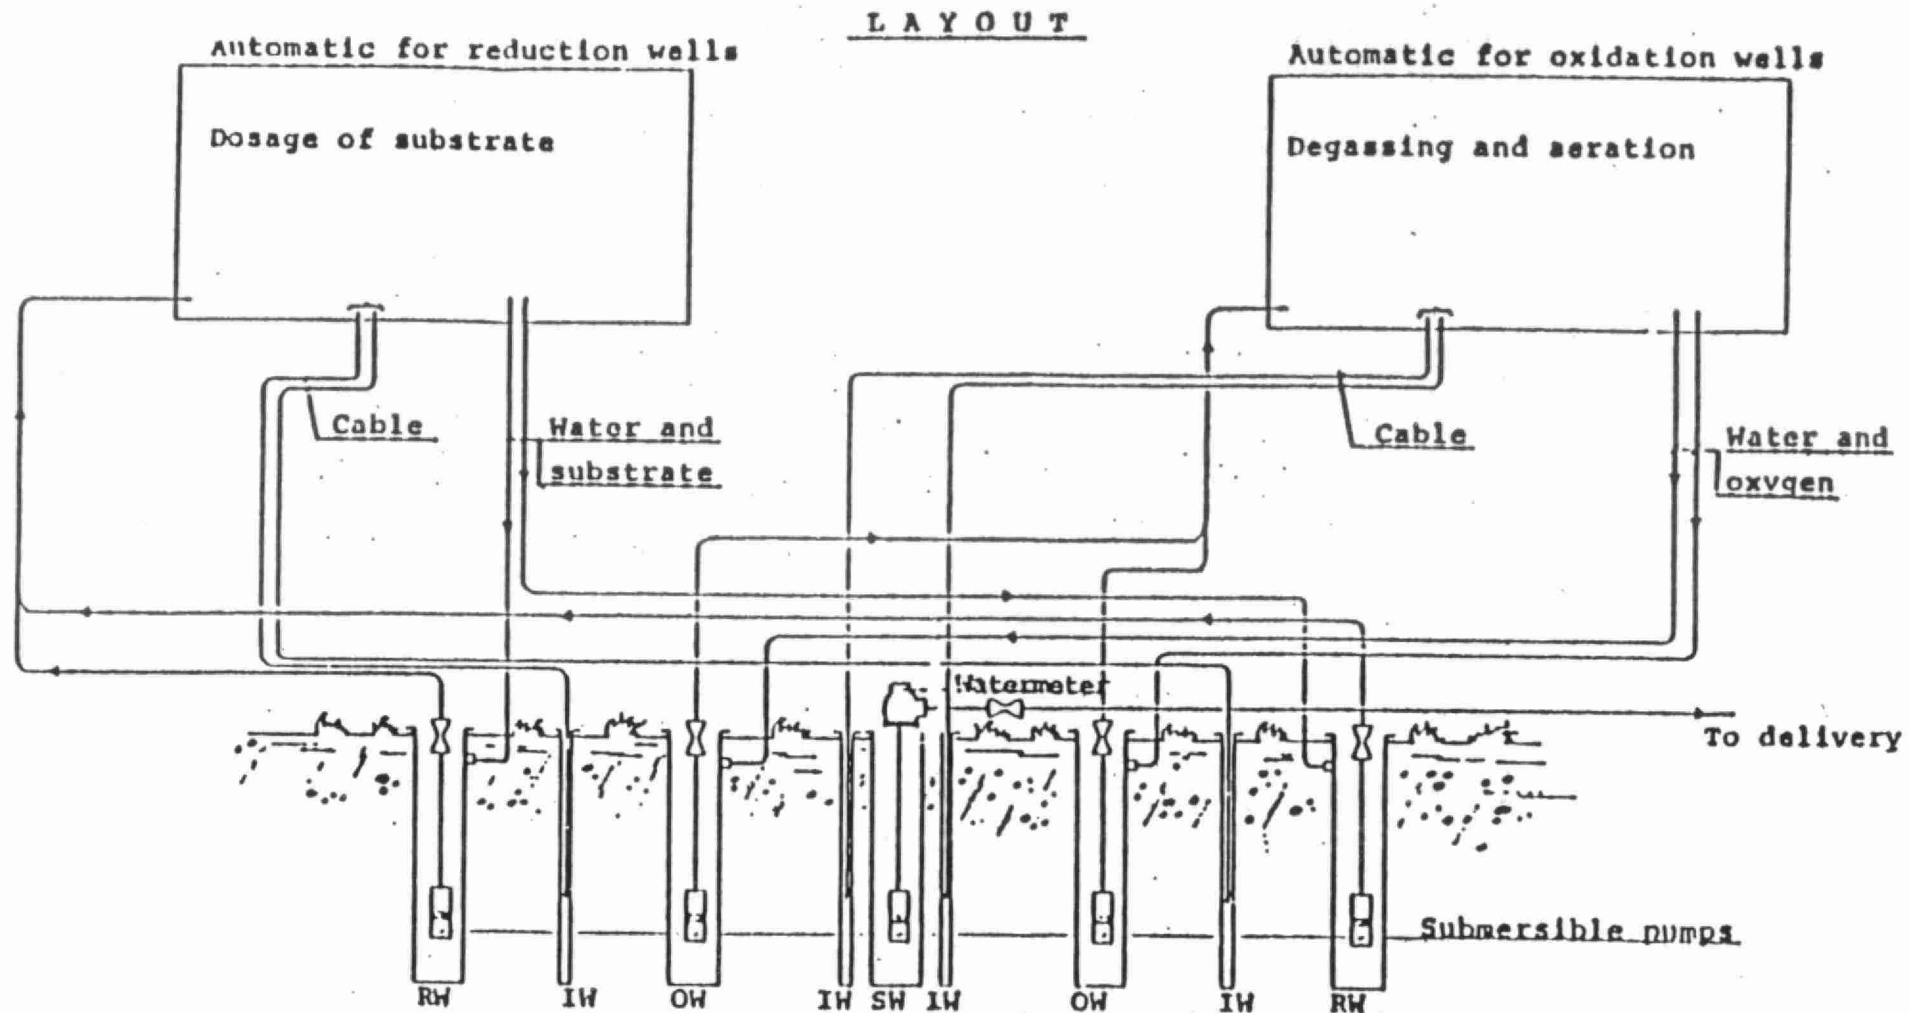 L A Y O U T
Automatic for reduction wells
Automatic for oxidation wells
Dosage of substrate
Degassing and aeration
Cable
Water and
substrate
Cable
Water and
oxygen
Watermeter
To delivery
Submersible pumps
RW
IW
OW
IW
SW
IW
OW
IW
RW